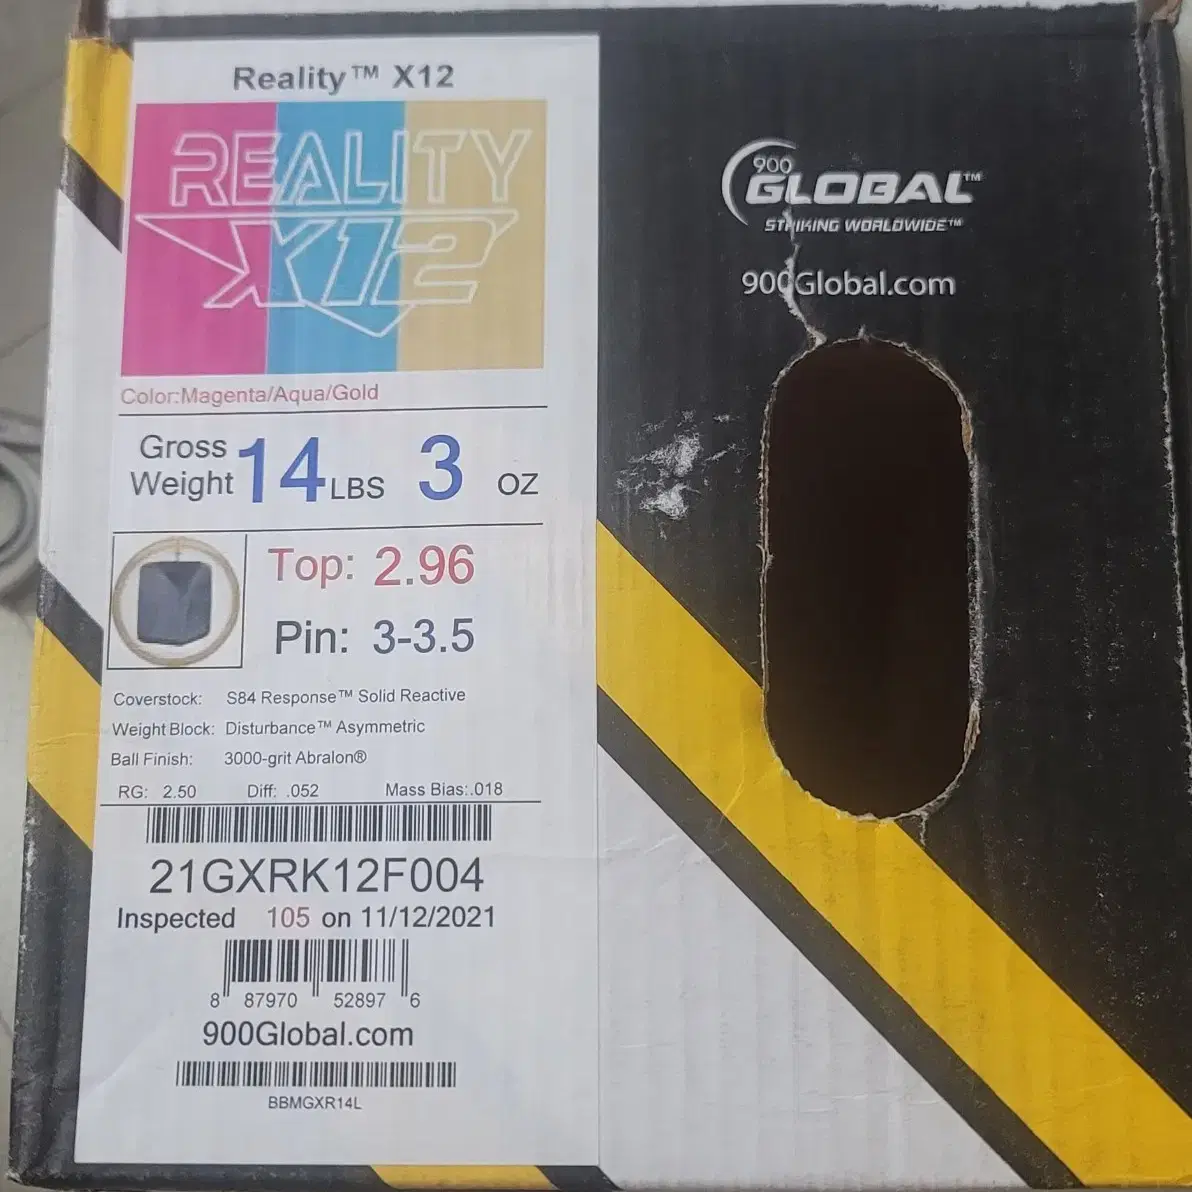 Reality™ X12
REALITY
X12
Color:Magenta/Aqua/Gold
Gross Weight 14 LBS 3 OZ
Top: 2.96
Pin: 3-3.5
Coverstock: S84 Response™ Solid Reactive
Weight Block: Disturbance™ Asymmetric
Ball Finish: 3000-grit Abralon®
RG: 2.50 Diff: .052 Mass Bias:.018
21GXRK12F004
Inspected 105 on 11/12/2021
8 87970 52897 6
900Global.com
BBMGXR14L
900
GLOBAL™
STRIKING WORLDWIDE™
900Global.com